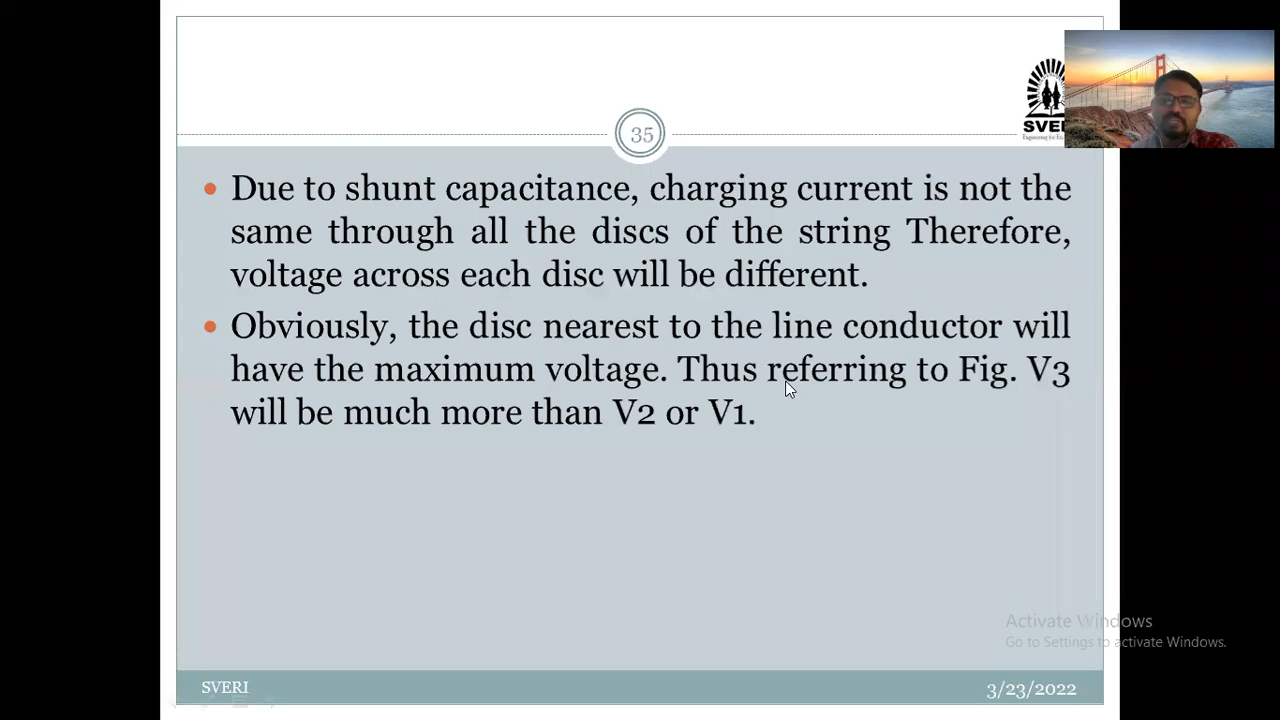 35
SVERI
Due to shunt capacitance, charging current is not the
same through all the discs of the string Therefore,
voltage across each disc will be different.
Obviously, the disc nearest to the line conductor will
have the maximum voltage. Thus referring to Fig. V3
will be much more than V2 or V1.
Activate Windows
Go to Settings to activate Windows.
SVERI
3/23/2022